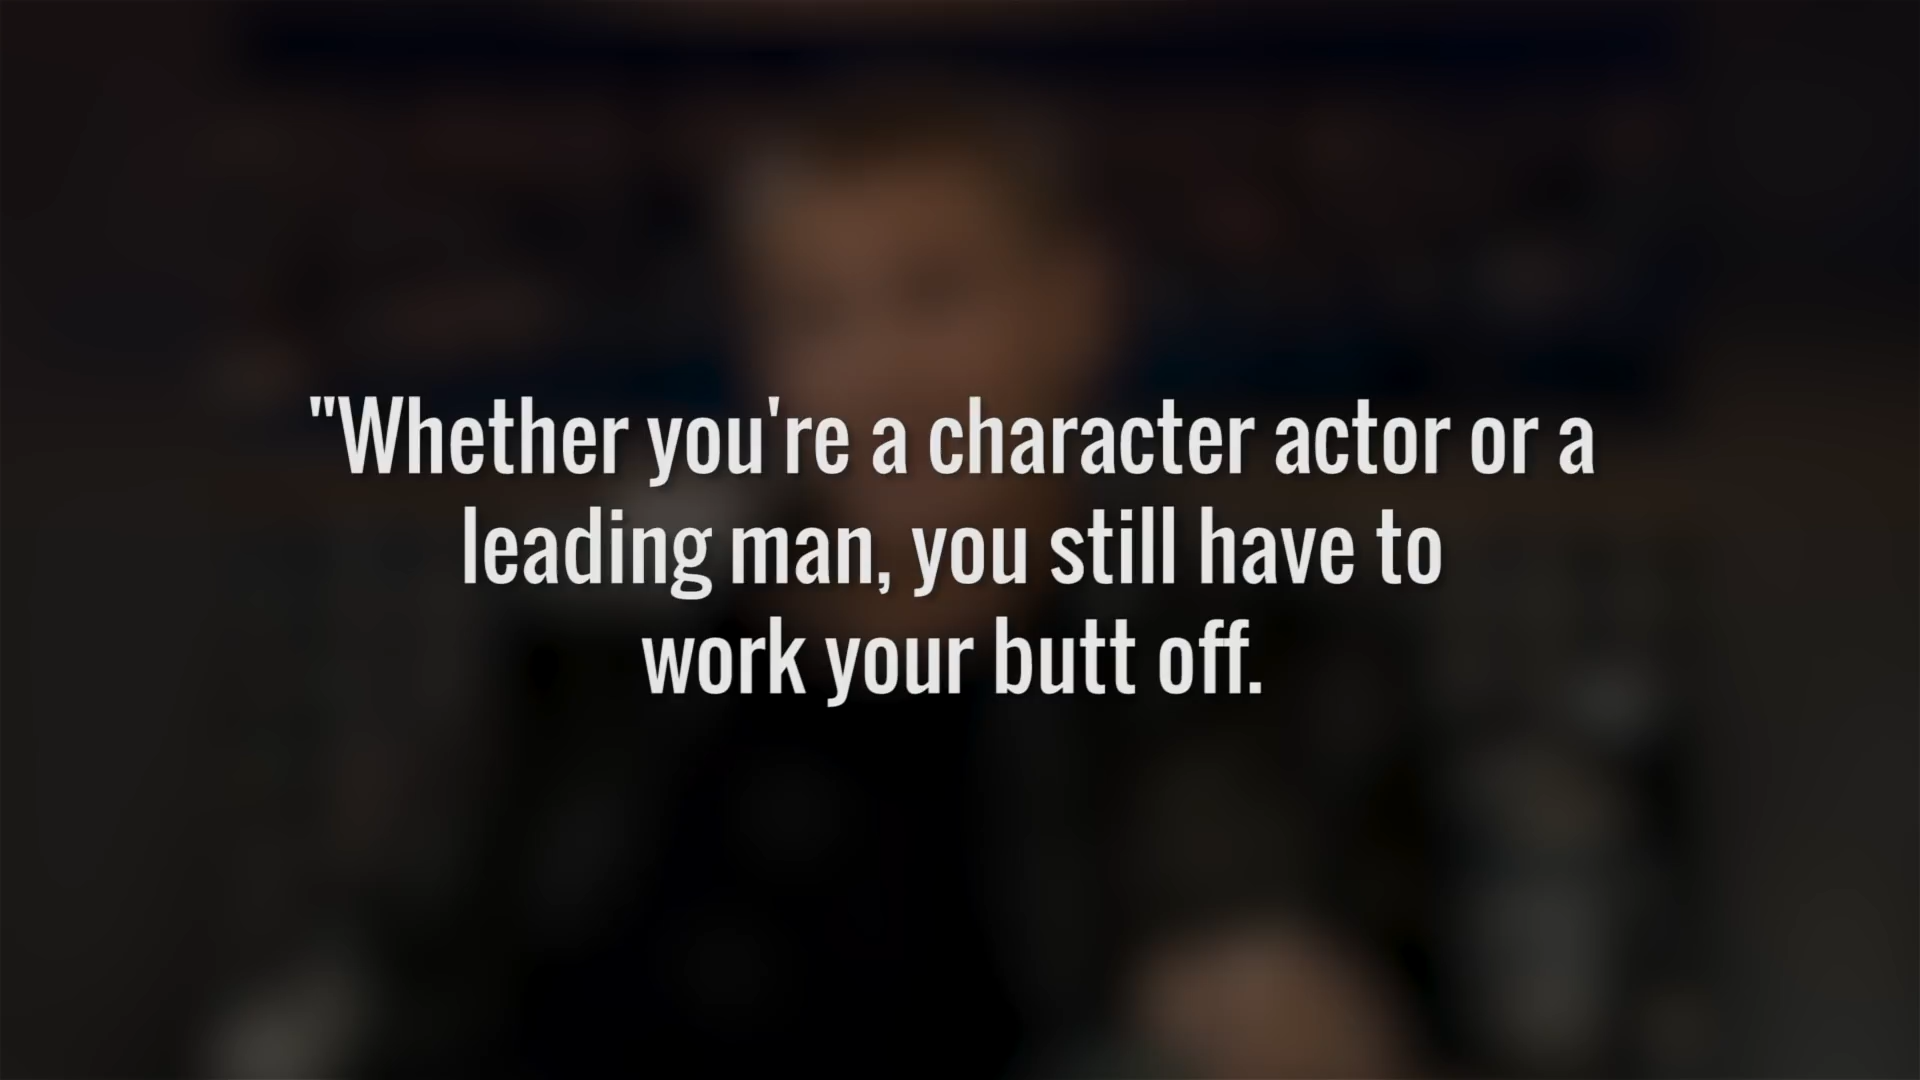 "Whether you're a character actor or a
leading man, you still have to
work your butt off.